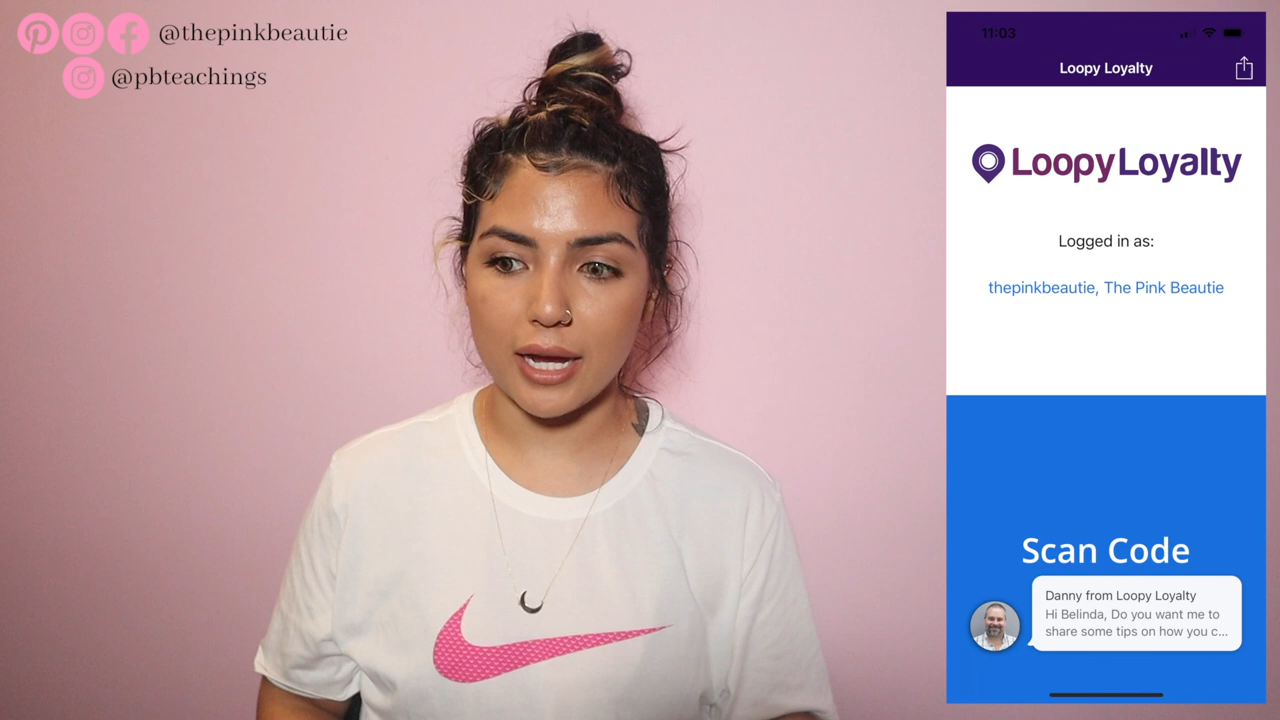 @thepinkbeautie
@pbteachings
11:03
Loopy Loyalty
LoopyLoyalty
Logged in as:
thepinkbeautie, The Pink Beautie
Scan Code
Danny from Loopy Loyalty
Hi Belinda, Do you want me to
share some tips on how you c...